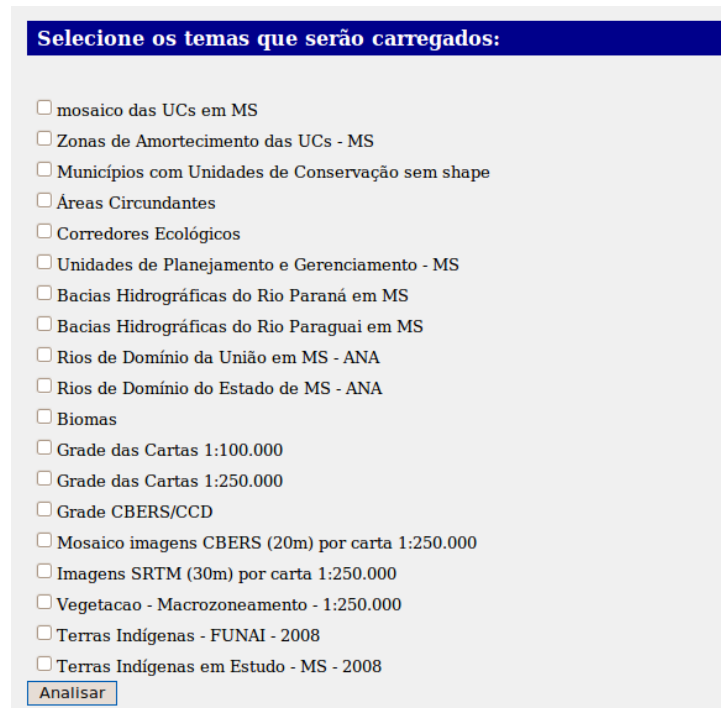 Selecione os temas que serão carregados:
mosaico das UCs em MS
Zonas de Amortecimento das UCs - MS
Municípios com Unidades de Conservação sem shape
Áreas Circundantes
Corredores Ecológicos
Unidades de Planejamento e Gerenciamento - MS
Bacias Hidrográficas do Rio Paraná em MS
Bacias Hidrográficas do Rio Paraguai em MS
Rios de Domínio da União em MS - ANA
Rios de Domínio do Estado de MS - ANA
Biomas
Grade das Cartas 1:100.000
Grade das Cartas 1:250.000
Grade CBERS/CCD
Mosaico imagens CBERS (20m) por carta 1:250.000
Imagens SRTM (30m) por carta 1:250.000
Vegetacao - Macrozoneamento - 1:250.000
Terras Indígenas - FUNAI - 2008
Terras Indígenas em Estudo - MS - 2008
Analisar